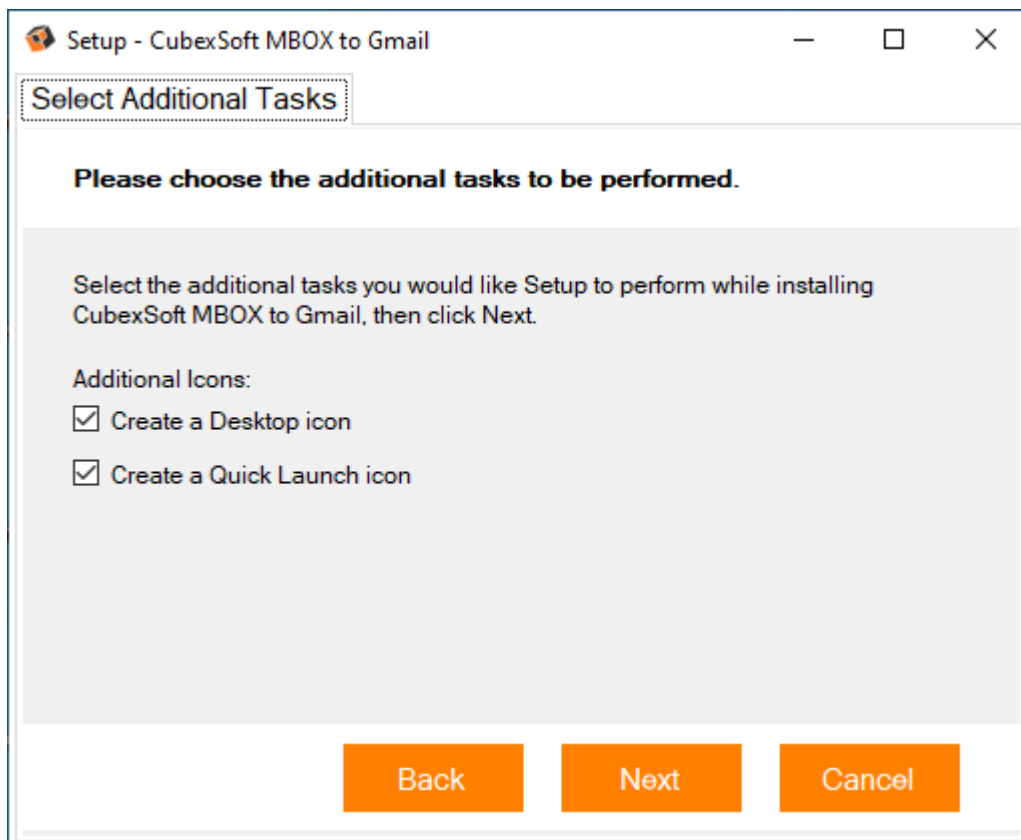 Setup - CubexSoft MBOX to Gmail
Select Additional Tasks
Please choose the additional tasks to be performed.
Select the additional tasks you would like Setup to perform while installing
CubexSoft MBOX to Gmail, then click Next.
Additional Icons:
Create a Desktop icon
Create a Quick Launch icon
Back Next Cancel